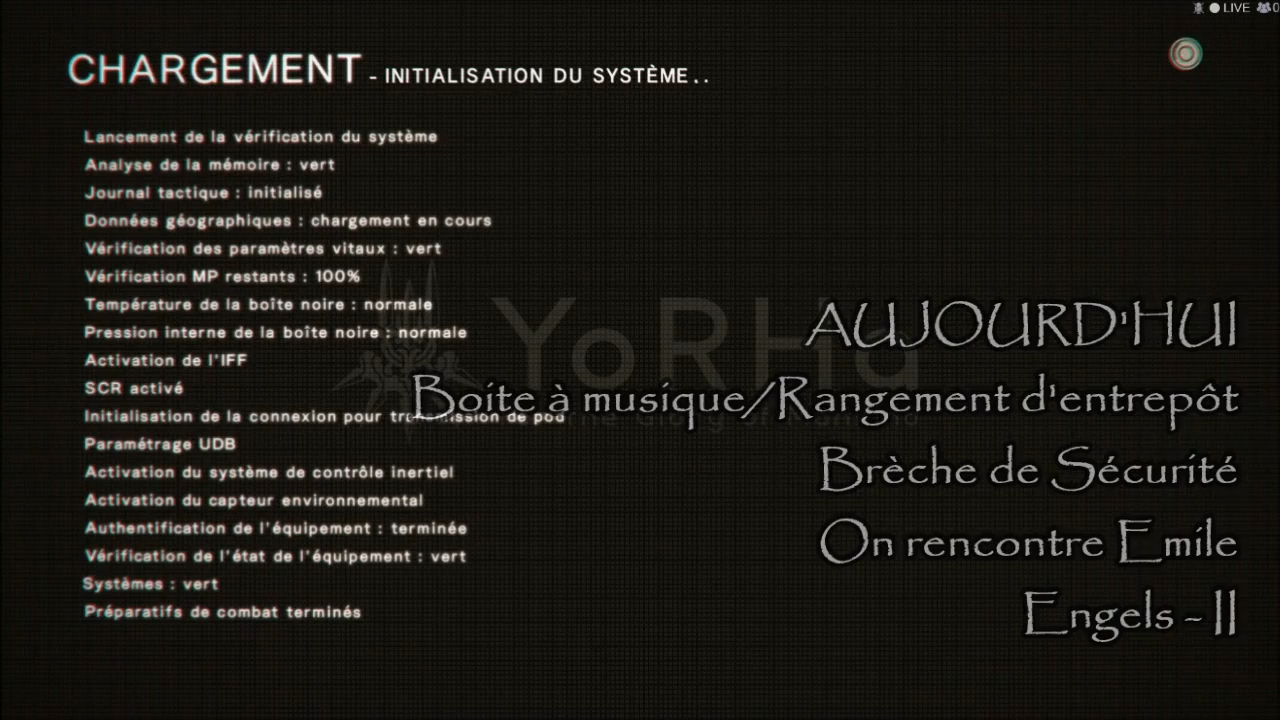 LIVE 0
CHARGEMENT - INITIALISATION DU SYSTÈME..
Lancement de la vérification du système
Analyse de la mémoire : vert
Journal tactique : initialisé
Données géographiques : chargement en cours
Vérification des paramètres vitaux : vert
Vérification MP restants : 100%
Température de la boîte noire : normale
Pression interne de la boîte noire : normale
Activation de l'IFF
SCR activé
Initialisation de la connexion pour transmission de pod
Paramétrage UDB
Activation du système de contrôle inertiel
Activation du capteur environnemental
Authentification de l'équipement : terminée
Vérification de l'état de l'équipement : vert
Systèmes : vert
Préparatifs de combat terminés
YoRHa
AUJOURD'HUI
Boite à musique/Rangement d'entrepôt
Brèche de Sécurité
On rencontre Emile
Engels - II